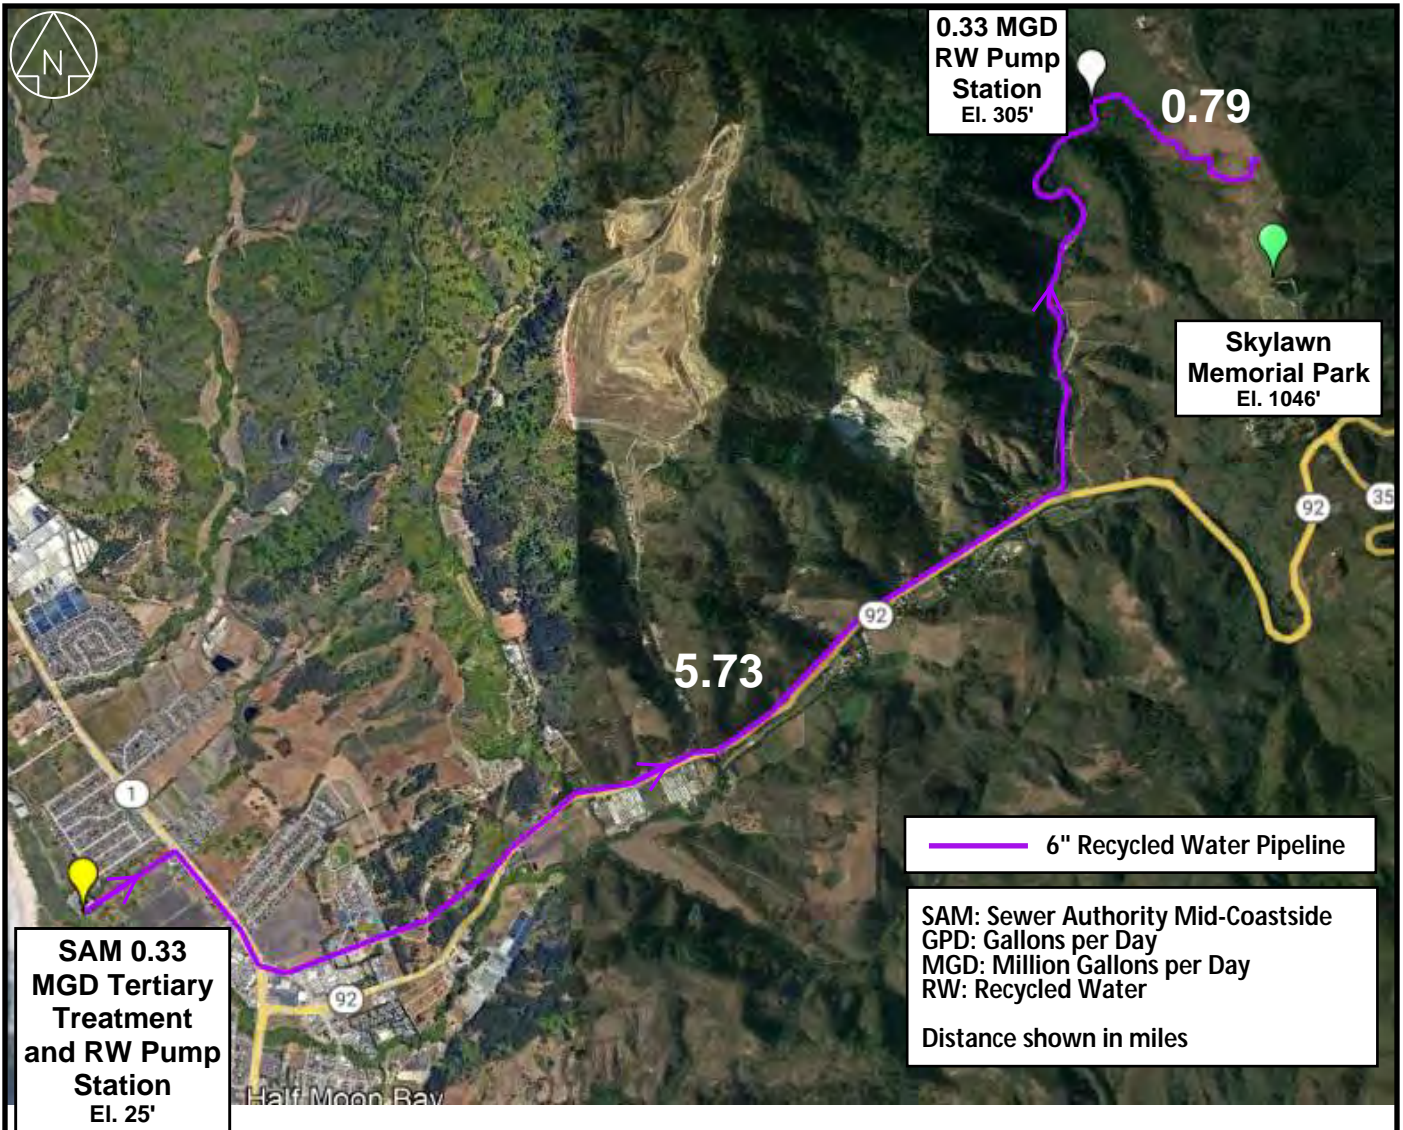 N
0.33 MGD
RW Pump
Station
El. 305'
0.79
Skylawn
Memorial Park
El. 1046'
92
35
92
5.73
1
6" Recycled Water Pipeline
SAM: Sewer Authority Mid-Coastside
GPD: Gallons per Day
MGD: Million Gallons per Day
RW: Recycled Water
Distance shown in miles
SAM 0.33
MGD Tertiary
Treatment
and RW Pump
Station
El. 25'
92
Half Moon Bay